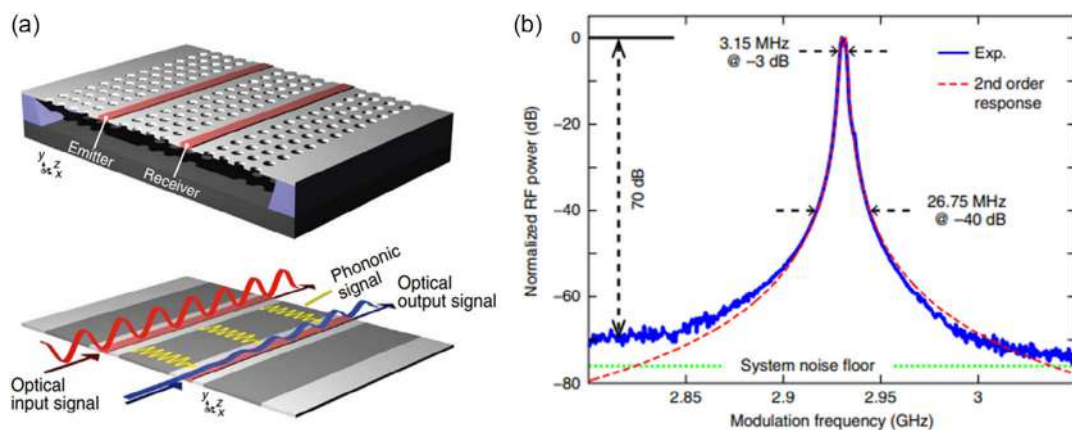 (a)
Emitter
Receiver
y
z
x
Phononic
signal
Optical
output signal
Optical
input signal
y
z
x
(b)
Normalized RF power (dB)
0
−20
−40
−60
−80
3.15 MHz
@ −3 dB
Exp.
2nd order
response
70 dB
26.75 MHz
@ −40 dB
System noise floor
2.85
2.9
2.95
3
Modulation frequency (GHz)